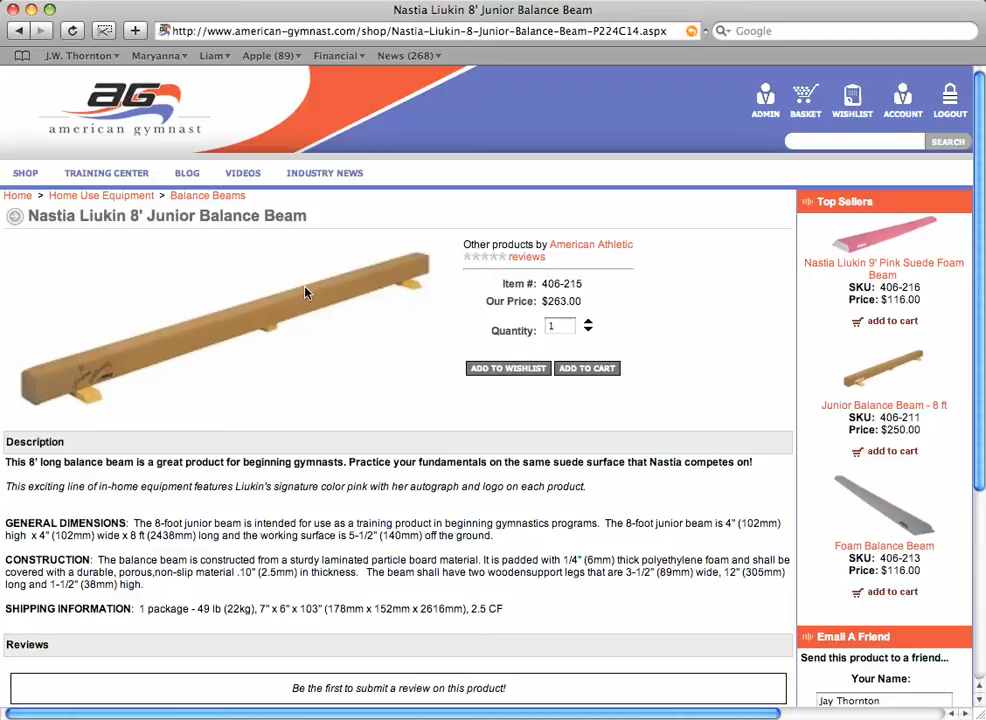 Nastia Liukin 8' Junior Balance Beam
http://www.american-gymnast.com/shop/Nastia-Liukin-8-Junior-Balance-Beam-P224C14.aspx
Google
J.W. Thornton▾ Maryanna▾ Liam▾ Apple (89)▾ Financial▾ News (268)▾
AG
american gymnast
ADMIN BASKET WISHLIST ACCOUNT LOGOUT
SEARCH
SHOP TRAINING CENTER BLOG VIDEOS INDUSTRY NEWS
Home > Home Use Equipment > Balance Beams
Nastia Liukin 8' Junior Balance Beam
Other products by American Athletic
reviews
Item #: 406-215
Our Price: $263.00
Quantity: 1
ADD TO WISHLIST ADD TO CART
Description
This 8' long balance beam is a great product for beginning gymnasts. Practice your fundamentals on the same suede surface that Nastia competes on!
This exciting line of in-home equipment features Liukin's signature color pink with her autograph and logo on each product.
GENERAL DIMENSIONS: The 8-foot junior beam is intended for use as a training product in beginning gymnastics programs. The 8-foot junior beam is 4" (102mm)
high x 4" (102mm) wide x 8 ft (2438mm) long and the working surface is 5-1/2" (140mm) off the ground.
CONSTRUCTION: The balance beam is constructed from a sturdy laminated particle board material. It is padded with 1/4" (6mm) thick polyethylene foam and shall be
covered with a durable, porous,non-slip material .10" (2.5mm) in thickness. The beam shall have two woodensupport legs that are 3-1/2" (89mm) wide, 12" (305mm)
long and 1-1/2" (38mm) high.
SHIPPING INFORMATION: 1 package - 49 lb (22kg), 7" x 6" x 103" (178mm x 152mm x 2616mm), 2.5 CF
Reviews
Be the first to submit a review on this product!
Top Sellers
Nastia Liukin 9' Pink Suede Foam
Beam
SKU: 406-216
Price: $116.00
add to cart
Junior Balance Beam - 8 ft
SKU: 406-211
Price: $250.00
add to cart
Foam Balance Beam
SKU: 406-213
Price: $116.00
add to cart
Email A Friend
Send this product to a friend...
Your Name:
Jay Thornton